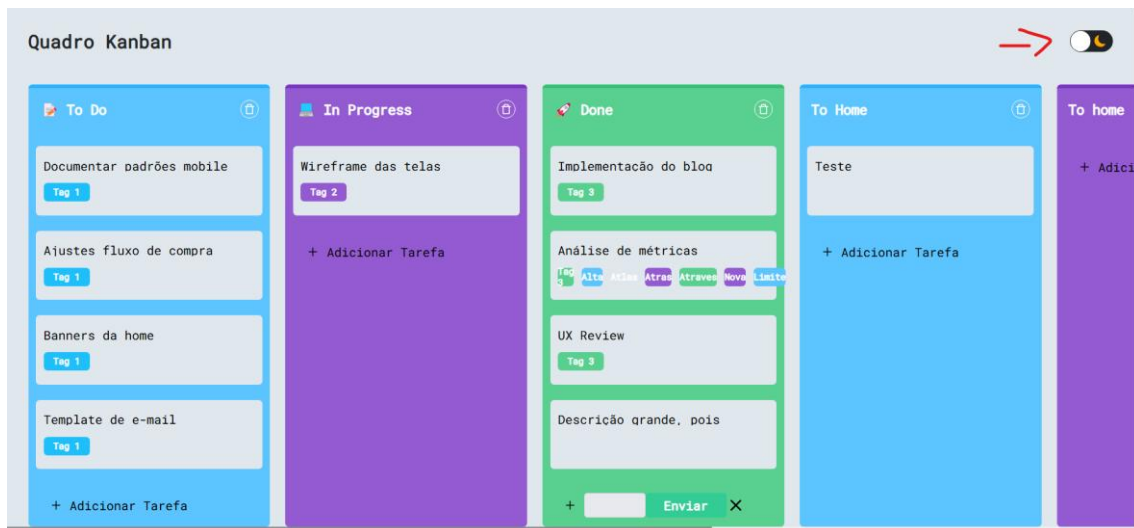 Quadro Kanban
To Do
Documentar padrões mobile
Tag 1
Ajustes fluxo de compra
Tag 1
Banners da home
Tag 1
Template de e-mail
Tag 1
+ Adicionar Tarefa
In Progress
Wireframe das telas
Tag 2
+ Adicionar Tarefa
Done
Implementação do blog
Tag 3
Análise de métricas
Tag 3 Alta Atlas Atras Atraves Nova Limite
UX Review
Tag 3
Descrição grande, pois
+ Enviar X
To Home
Teste
+ Adicionar Tarefa
To home
+ Adici